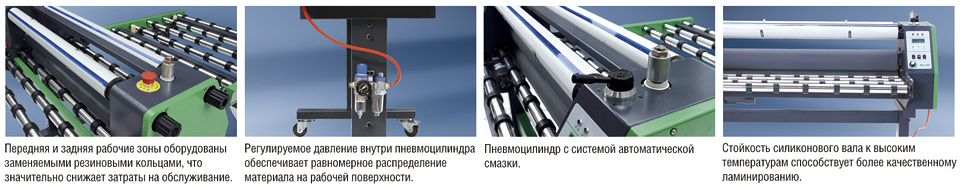 Передняя и задняя рабочие зоны оборудованы
заменяемыми резиновыми кольцами, что
значительно снижает затраты на обслуживание.
Регулируемое давление внутри пневмоцилиндра
обеспечивает равномерное распределение
материала на рабочей поверхности.
Пневмоцилиндр с системой автоматической
смазки.
Стойкость силиконового вала к высоким
температурам способствует более качественному
ламинированию.